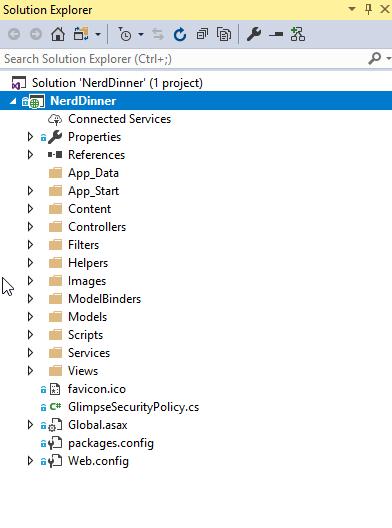 Solution Explorer
Search Solution Explorer (Ctrl+;)
Solution 'NerdDinner' (1 project)
NerdDinner
Connected Services
Properties
References
App_Data
App_Start
Content
Controllers
Filters
Helpers
Images
ModelBinders
Models
Scripts
Services
Views
favicon.ico
C# GlimpseSecurityPolicy.cs
Global.asax
packages.config
Web.config